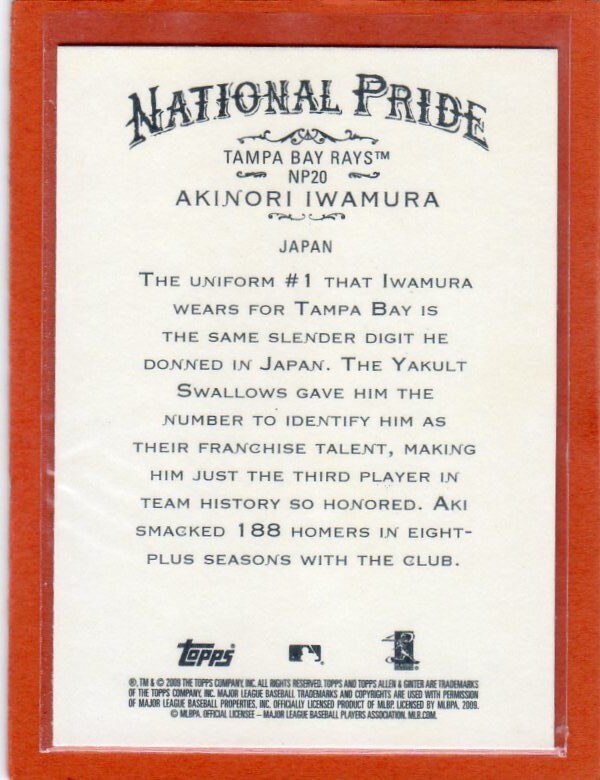 NATIONAL PRIDE
TAMPA BAY RAYS™
NP20
AKINORI IWAMURA
JAPAN
THE UNIFORM #1 THAT IWAMURA
WEARS FOR TAMPA BAY IS
THE SAME SLENDER DIGIT HE
DONNED IN JAPAN. THE YAKULT
SWALLOWS GAVE HIM THE
NUMBER TO IDENTIFY HIM AS
THEIR FRANCHISE TALENT, MAKING
HIM JUST THE THIRD PLAYER IN
TEAM HISTORY SO HONORED. AKI
SMACKED 188 HOMERS IN EIGHT-
PLUS SEASONS WITH THE CLUB.
Topps
®, TM & © 2009 THE TOPPS COMPANY, INC. ALL RIGHTS RESERVED. TOPPS AND TOPPS ALLEN & GINTER ARE TRADEMARKS
OF THE TOPPS COMPANY, INC. MAJOR LEAGUE BASEBALL TRADEMARKS AND COPYRIGHTS ARE USED WITH PERMISSION
OF MAJOR LEAGUE BASEBALL PROPERTIES, INC. OFFICIALLY LICENSED PRODUCT OF MLBP. LICENSED BY MLBPA, 2009.
© MLBPA. OFFICIAL LICENSEE – MAJOR LEAGUE BASEBALL PLAYERS ASSOCIATION. MLB.COM.